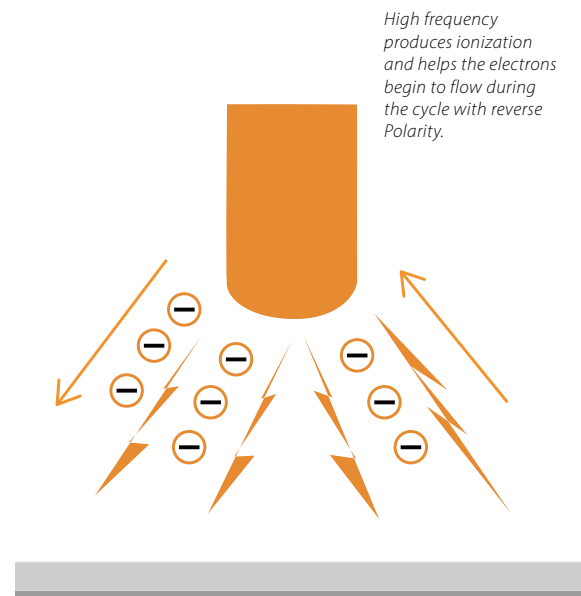 High frequency
produces ionization
and helps the electrons
begin to flow during
the cycle with reverse
Polarity.